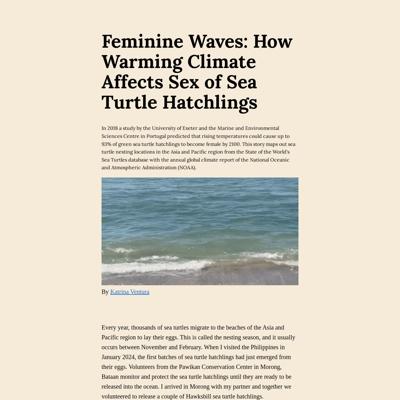 Feminine Waves: How
Warming Climate
Affects Sex of Sea
Turtle Hatchlings
In 2018 a study by the University of Exeter and the Marine and Environmental
Sciences Centre in Portugal predicted that rising temperatures could cause up to
93% of green sea turtle hatchlings to become female by 2100. This story maps out sea
turtle nesting locations in the Asia and Pacific region from the State of the World's
Sea Turtles database with the annual global climate report of the National Oceanic
and Atmospheric Administration (NOAA).
By Katrina Ventura
Every year, thousands of sea turtles migrate to the beaches of the Asia and
Pacific region to lay their eggs. This is called the nesting season, and it usually
occurs between November and February. When I visited the Philippines in
January 2024, the first batches of sea turtle hatchlings had just emerged from
their eggs. Volunteers from the Pawikan Conservation Center in Morong,
Bataan monitor and protect the sea turtle hatchlings until they are ready to be
released into the ocean. I arrived in Morong with my partner and together we
volunteered to release a couple of Hawksbill sea turtle hatchlings.